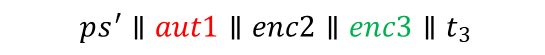 ps′ ∥ aut1 ∥ enc2 ∥ enc3 ∥ t₃